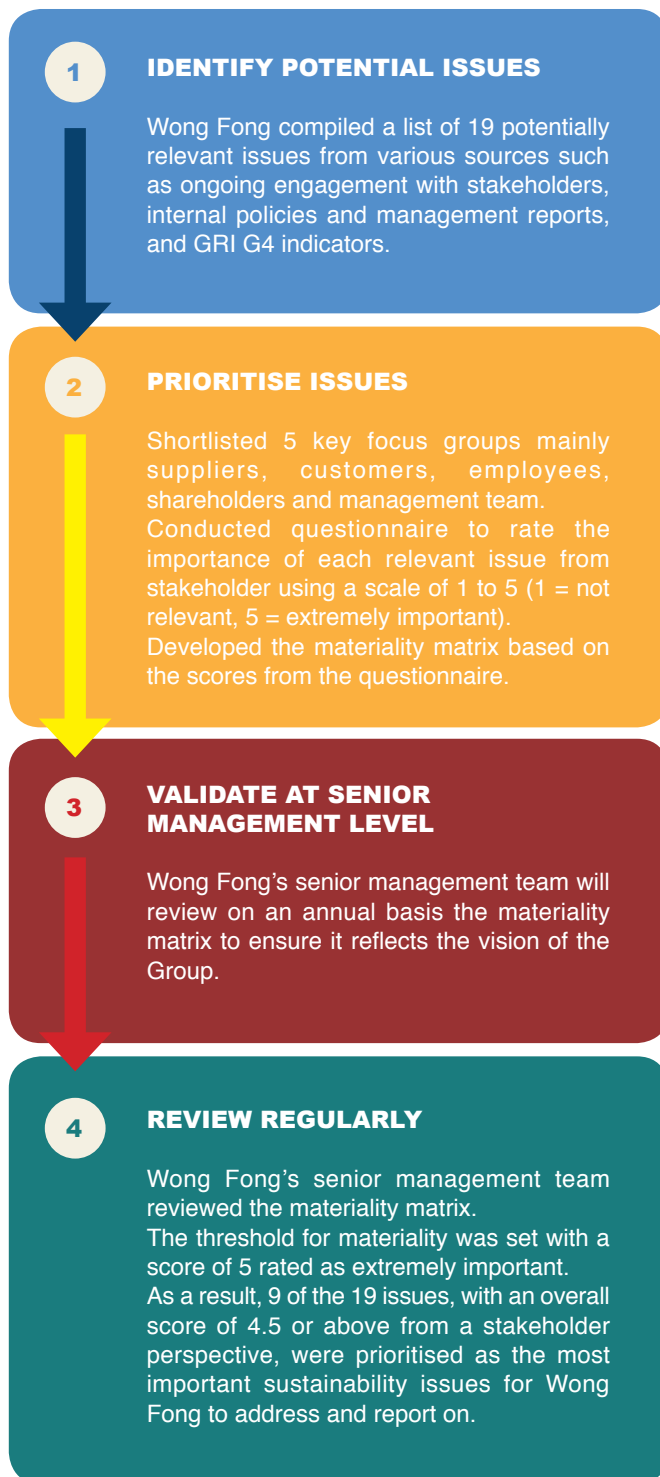 1
IDENTIFY POTENTIAL ISSUES
Wong Fong compiled a list of 19 potentially
relevant issues from various sources such
as ongoing engagement with stakeholders,
internal policies and management reports,
and GRI G4 indicators.
2
PRIORITISE ISSUES
Shortlisted 5 key focus groups mainly
suppliers, customers, employees,
shareholders and management team.
Conducted questionnaire to rate the
importance of each relevant issue from
stakeholder using a scale of 1 to 5 (1 = not
relevant, 5 = extremely important).
Developed the materiality matrix based on
the scores from the questionnaire.
3
VALIDATE AT SENIOR
MANAGEMENT LEVEL
Wong Fong's senior management team will
review on an annual basis the materiality
matrix to ensure it reflects the vision of the
Group.
4
REVIEW REGULARLY
Wong Fong's senior management team
reviewed the materiality matrix.
The threshold for materiality was set with a
score of 5 rated as extremely important.
As a result, 9 of the 19 issues, with an overall
score of 4.5 or above from a stakeholder
perspective, were prioritised as the most
important sustainability issues for Wong
Fong to address and report on.